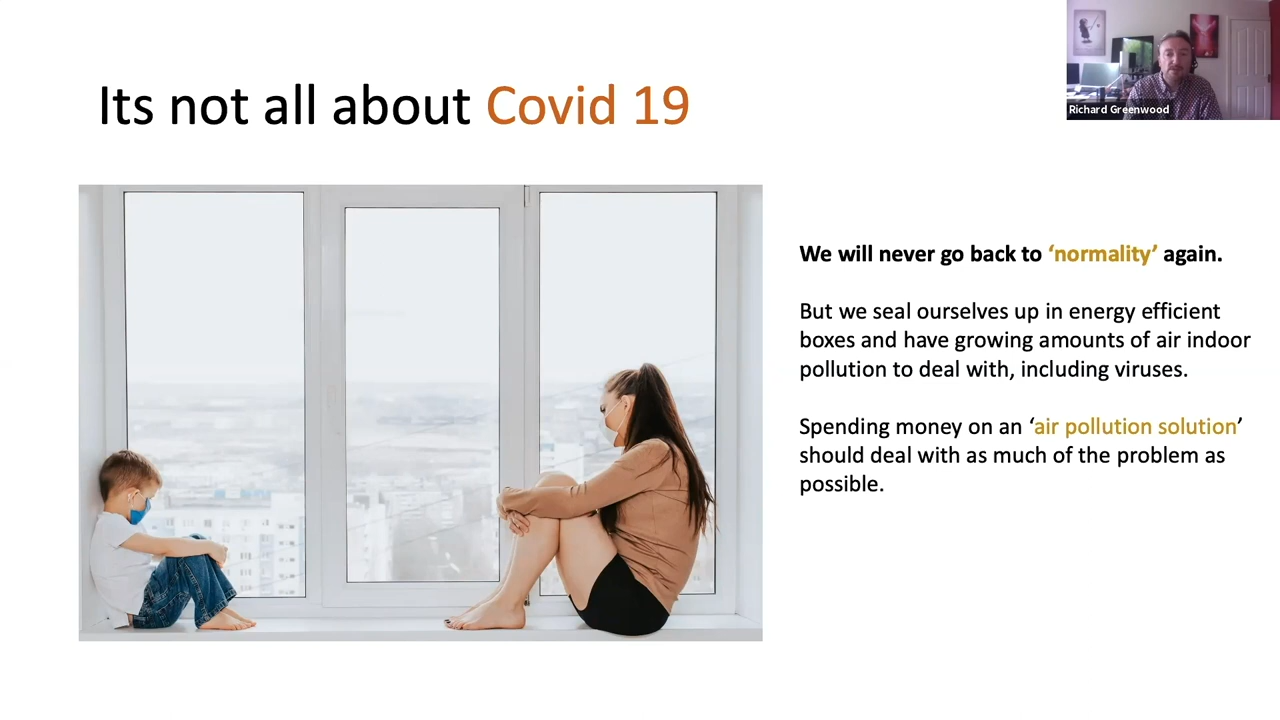 Its not all about Covid 19
Richard Greenwood
We will never go back to ‘normality’ again.
But we seal ourselves up in energy efficient
boxes and have growing amounts of air indoor
pollution to deal with, including viruses.
Spending money on an ‘air pollution solution’
should deal with as much of the problem as
possible.